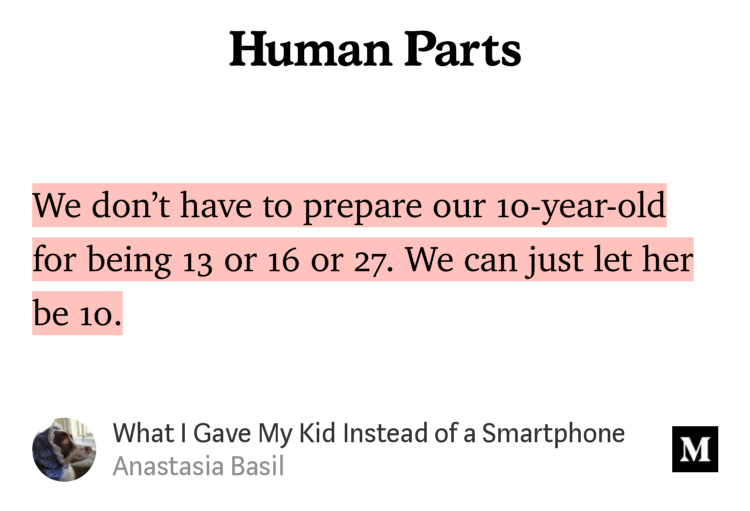 Human Parts
We don’t have to prepare our 10-year-old
for being 13 or 16 or 27. We can just let her
be 10.
What I Gave My Kid Instead of a Smartphone
Anastasia Basil
M